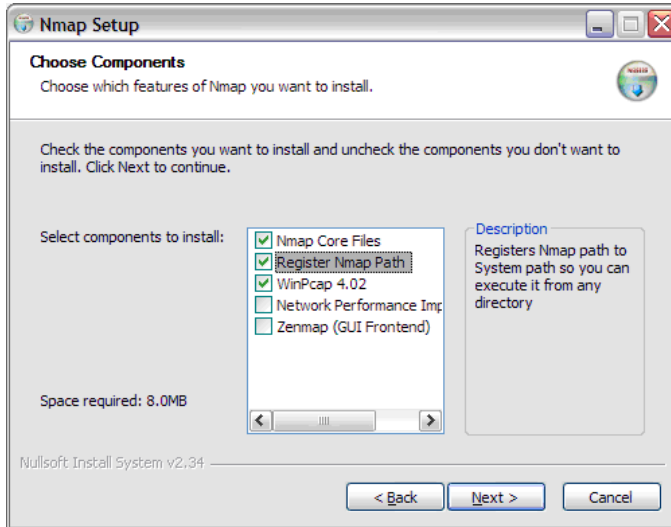 Nmap Setup
Choose Components
Choose which features of Nmap you want to install.
Check the components you want to install and uncheck the components you don't want to
install. Click Next to continue.
Select components to install:
Nmap Core Files
Register Nmap Path
WinPcap 4.02
Network Performance Imp
Zenmap (GUI Frontend)
Description
Registers Nmap path to
System path so you can
execute it from any
directory
Space required: 8.0MB
Nullsoft Install System v2.34
< Back
Next >
Cancel